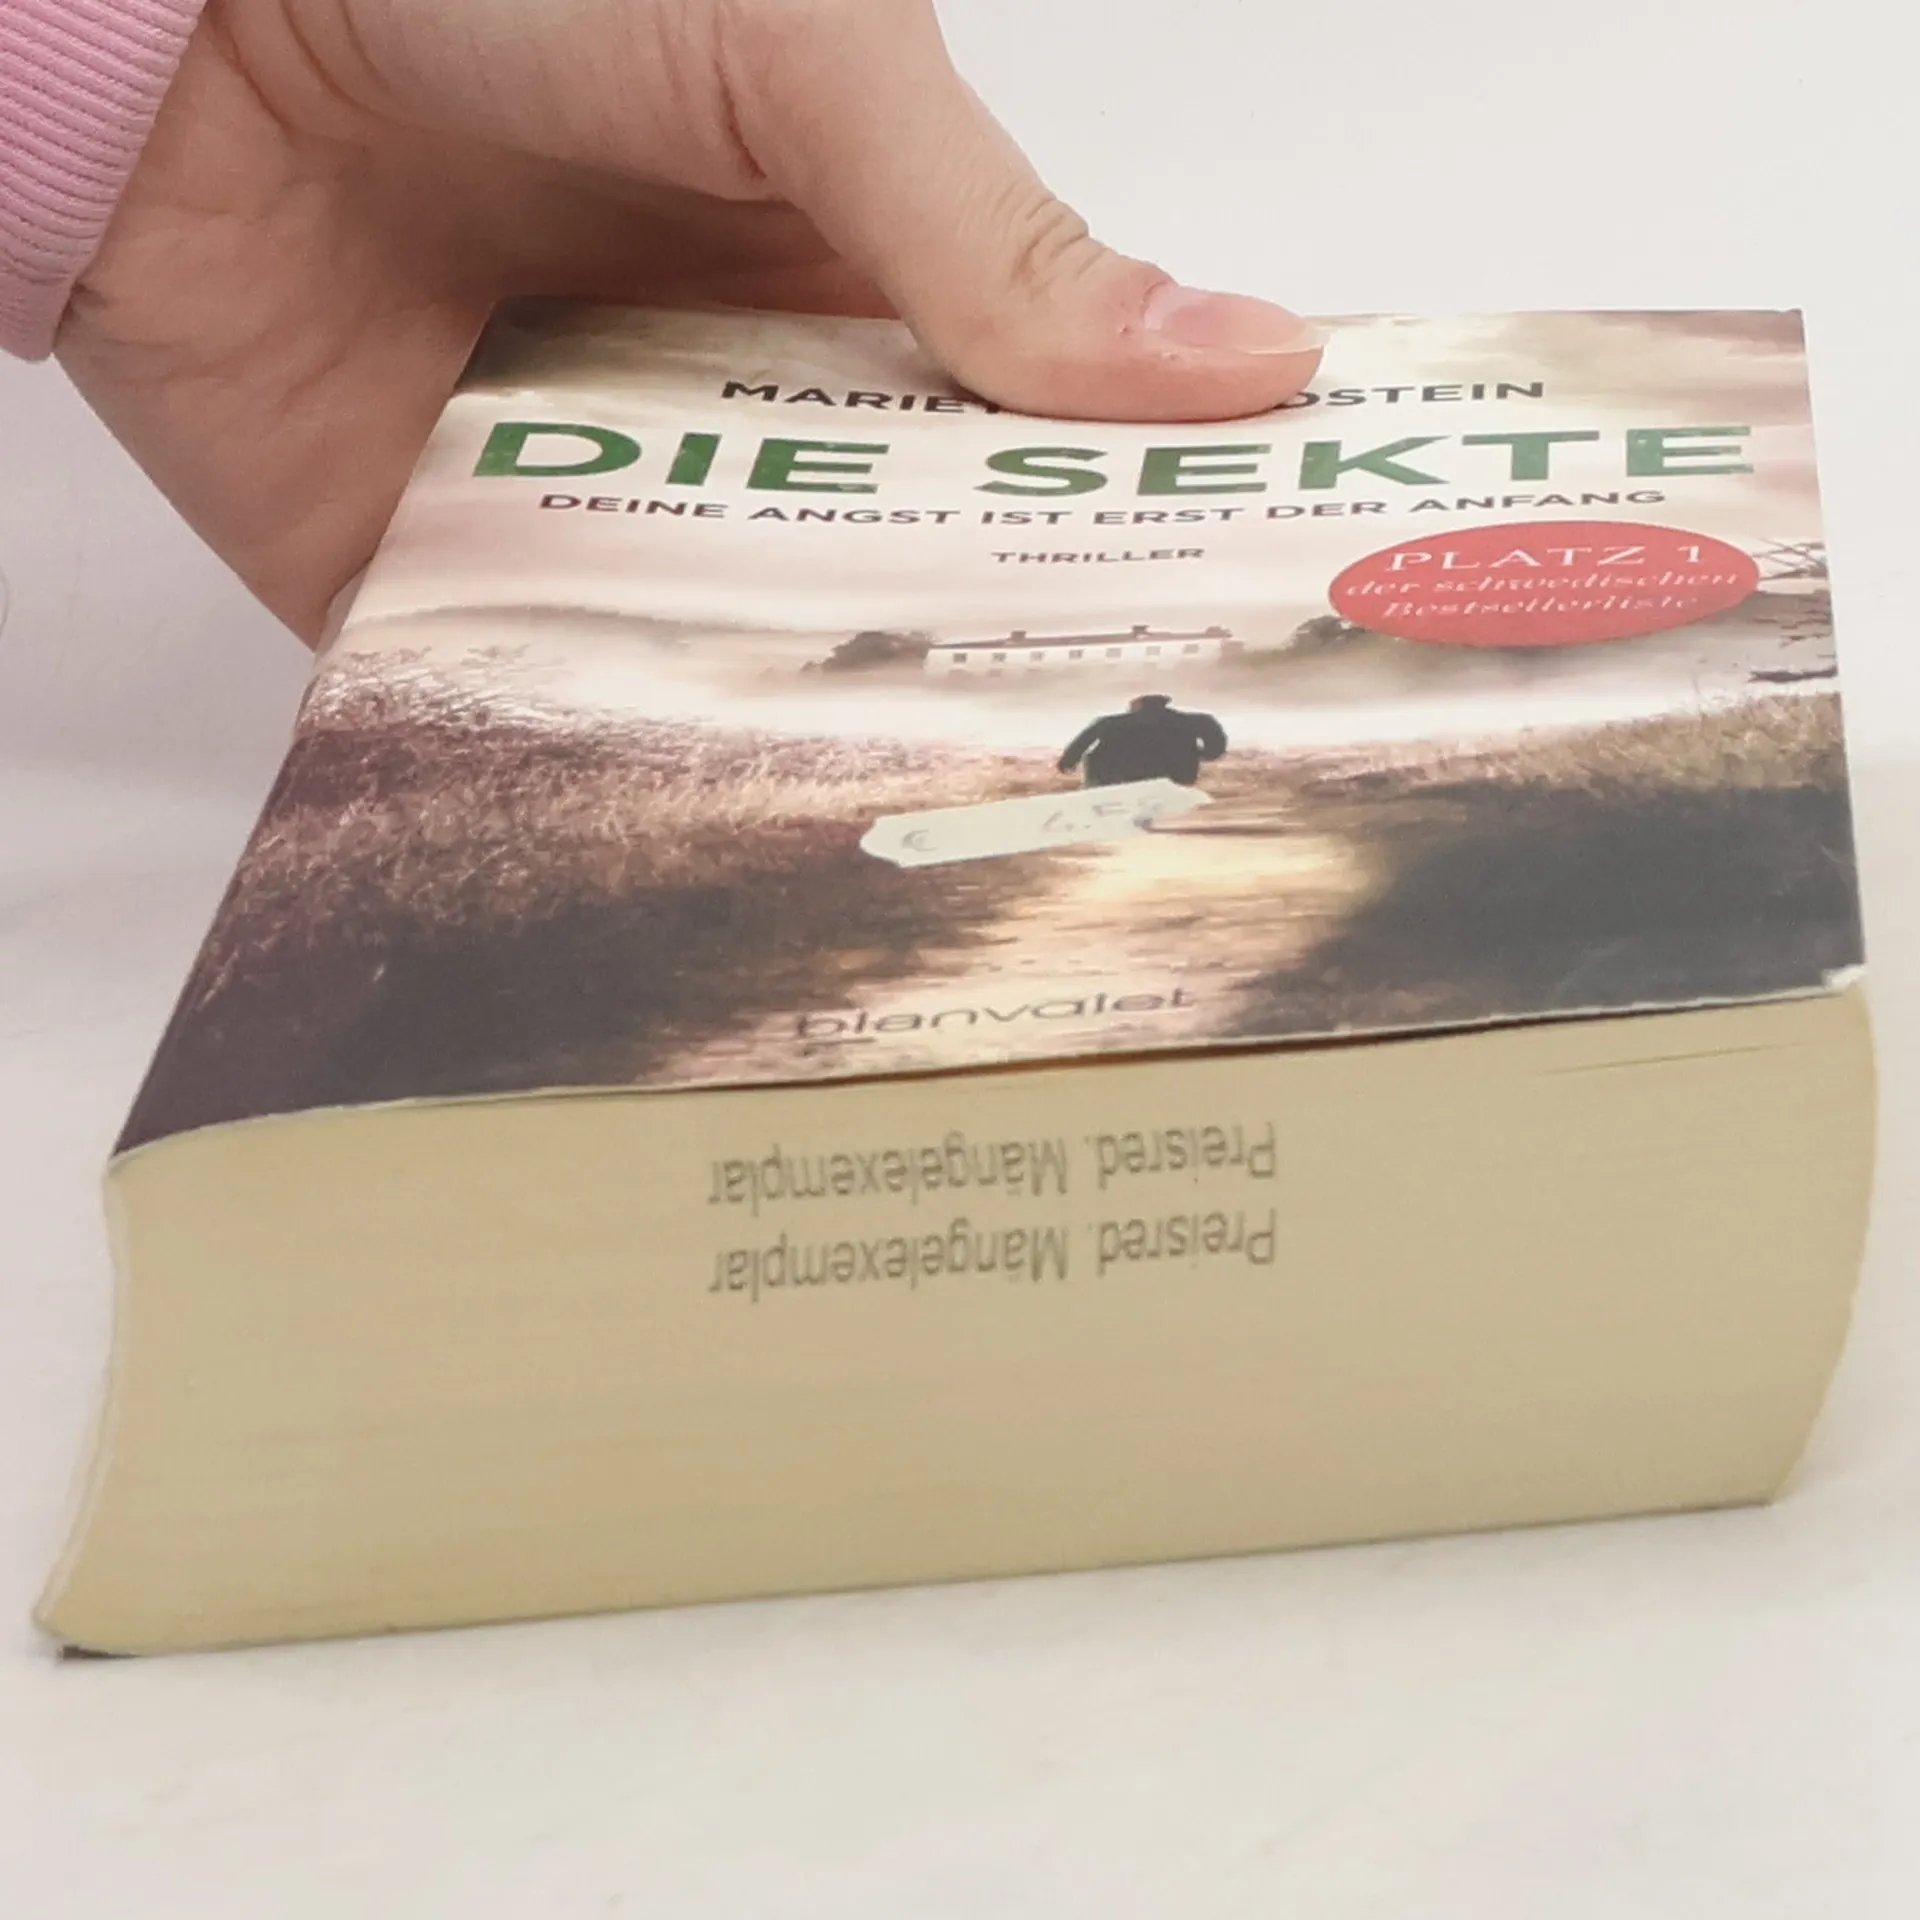 DIE SEKTE
DEINE ANGST IST ERST DER ANFANG
THRILLER
PLATZ 1
der schwedischen
Bestsellerliste
€
blanvalet
Preisred. Mängelexemplar
Preisred. Mängelexemplar